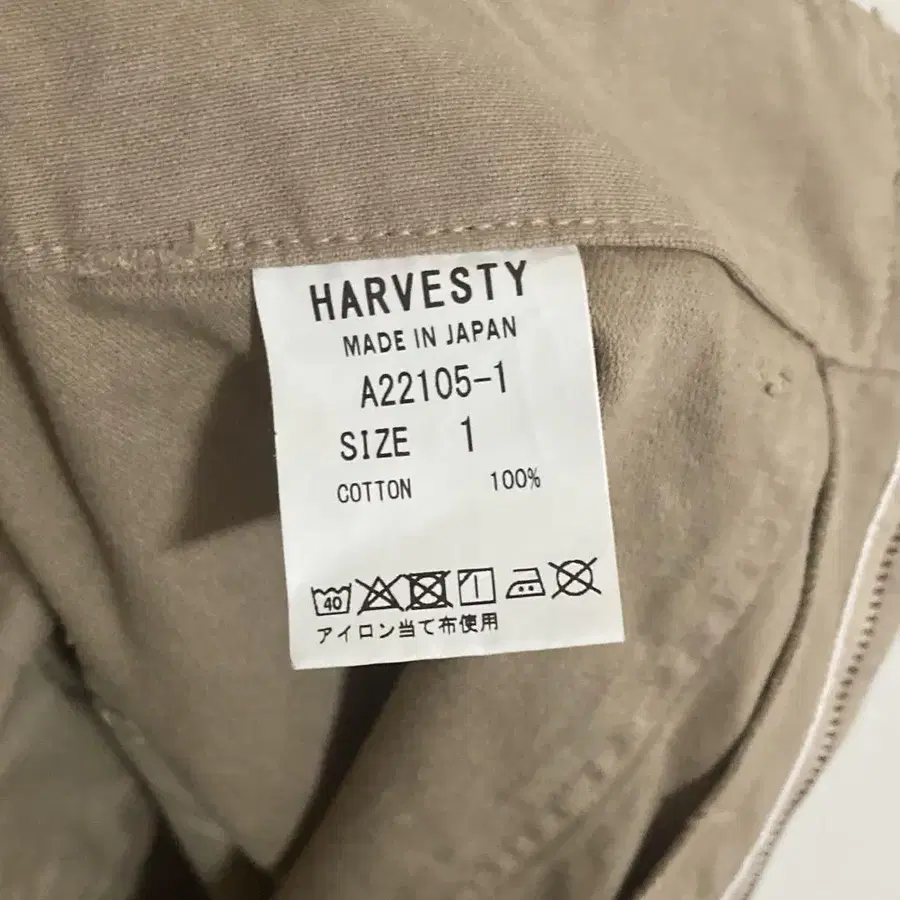 HARVESTY
MADE IN JAPAN
A22105-1
SIZE 1
COTTON 100%
40
アイロン当て布使用